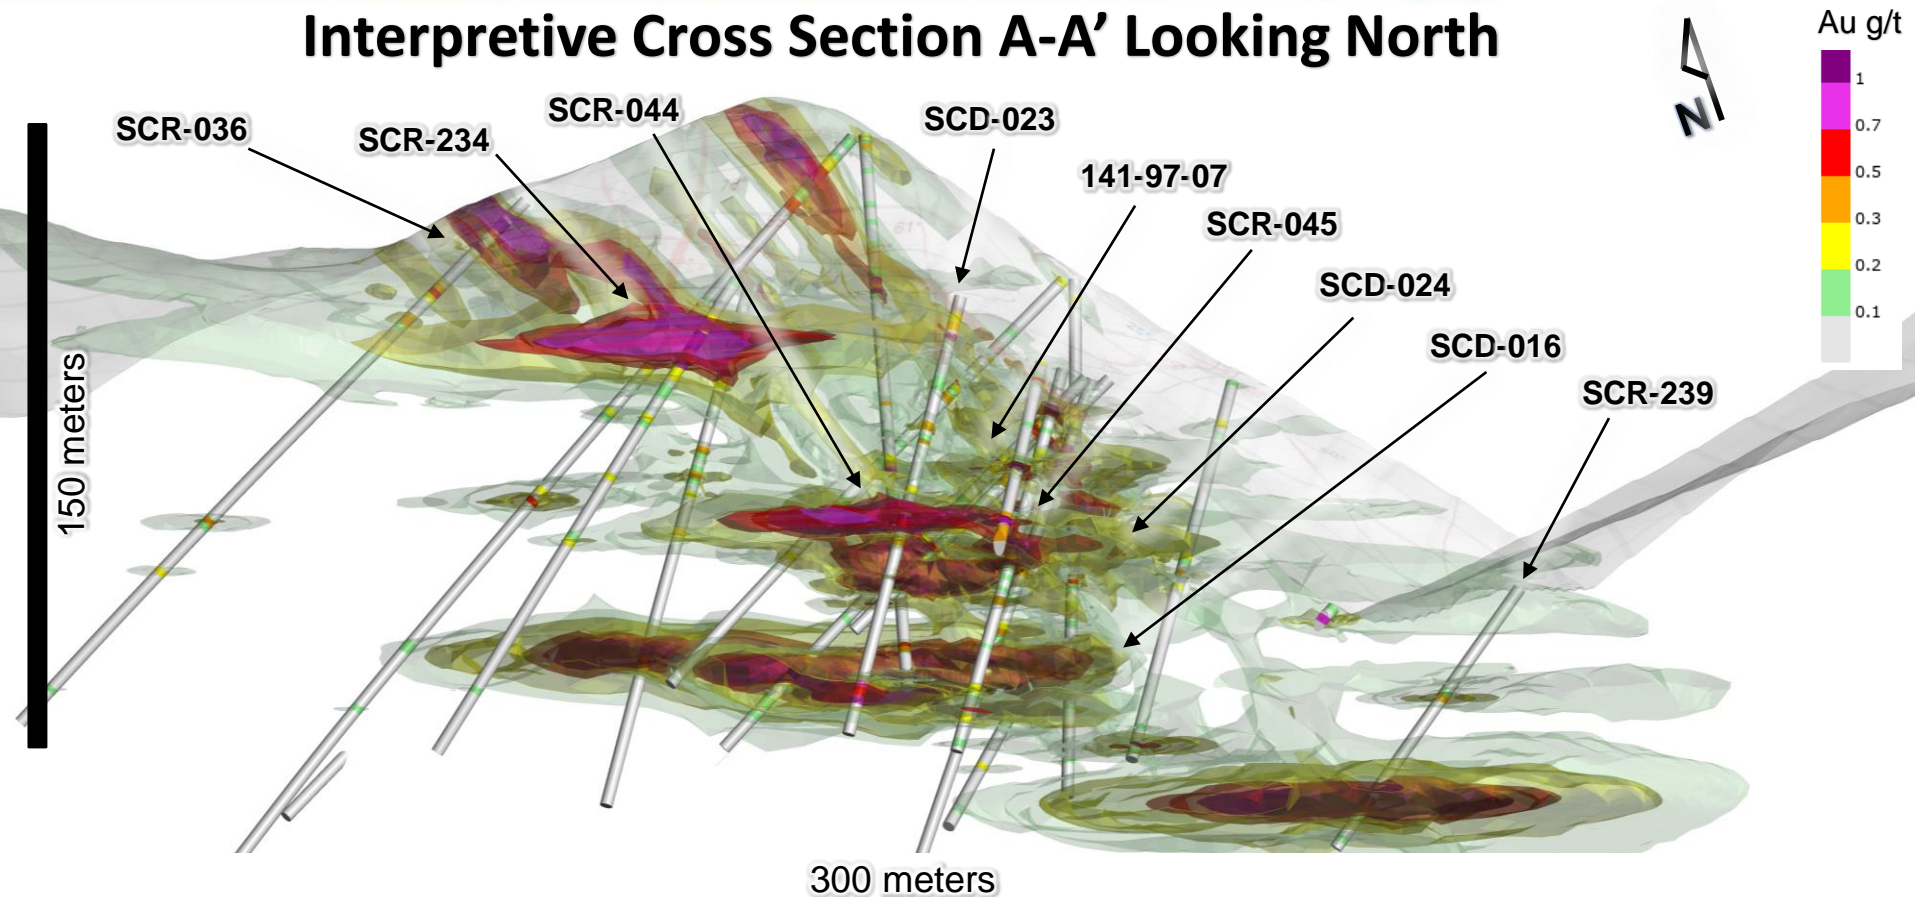 Interpretive Cross Section A-A’ Looking North
Au g/t
1
0.7
0.5
0.3
0.2
0.1
N
SCR-036
SCR-234
SCR-044
SCD-023
141-97-07
SCR-045
SCD-024
SCD-016
SCR-239
61°
150 meters
300 meters